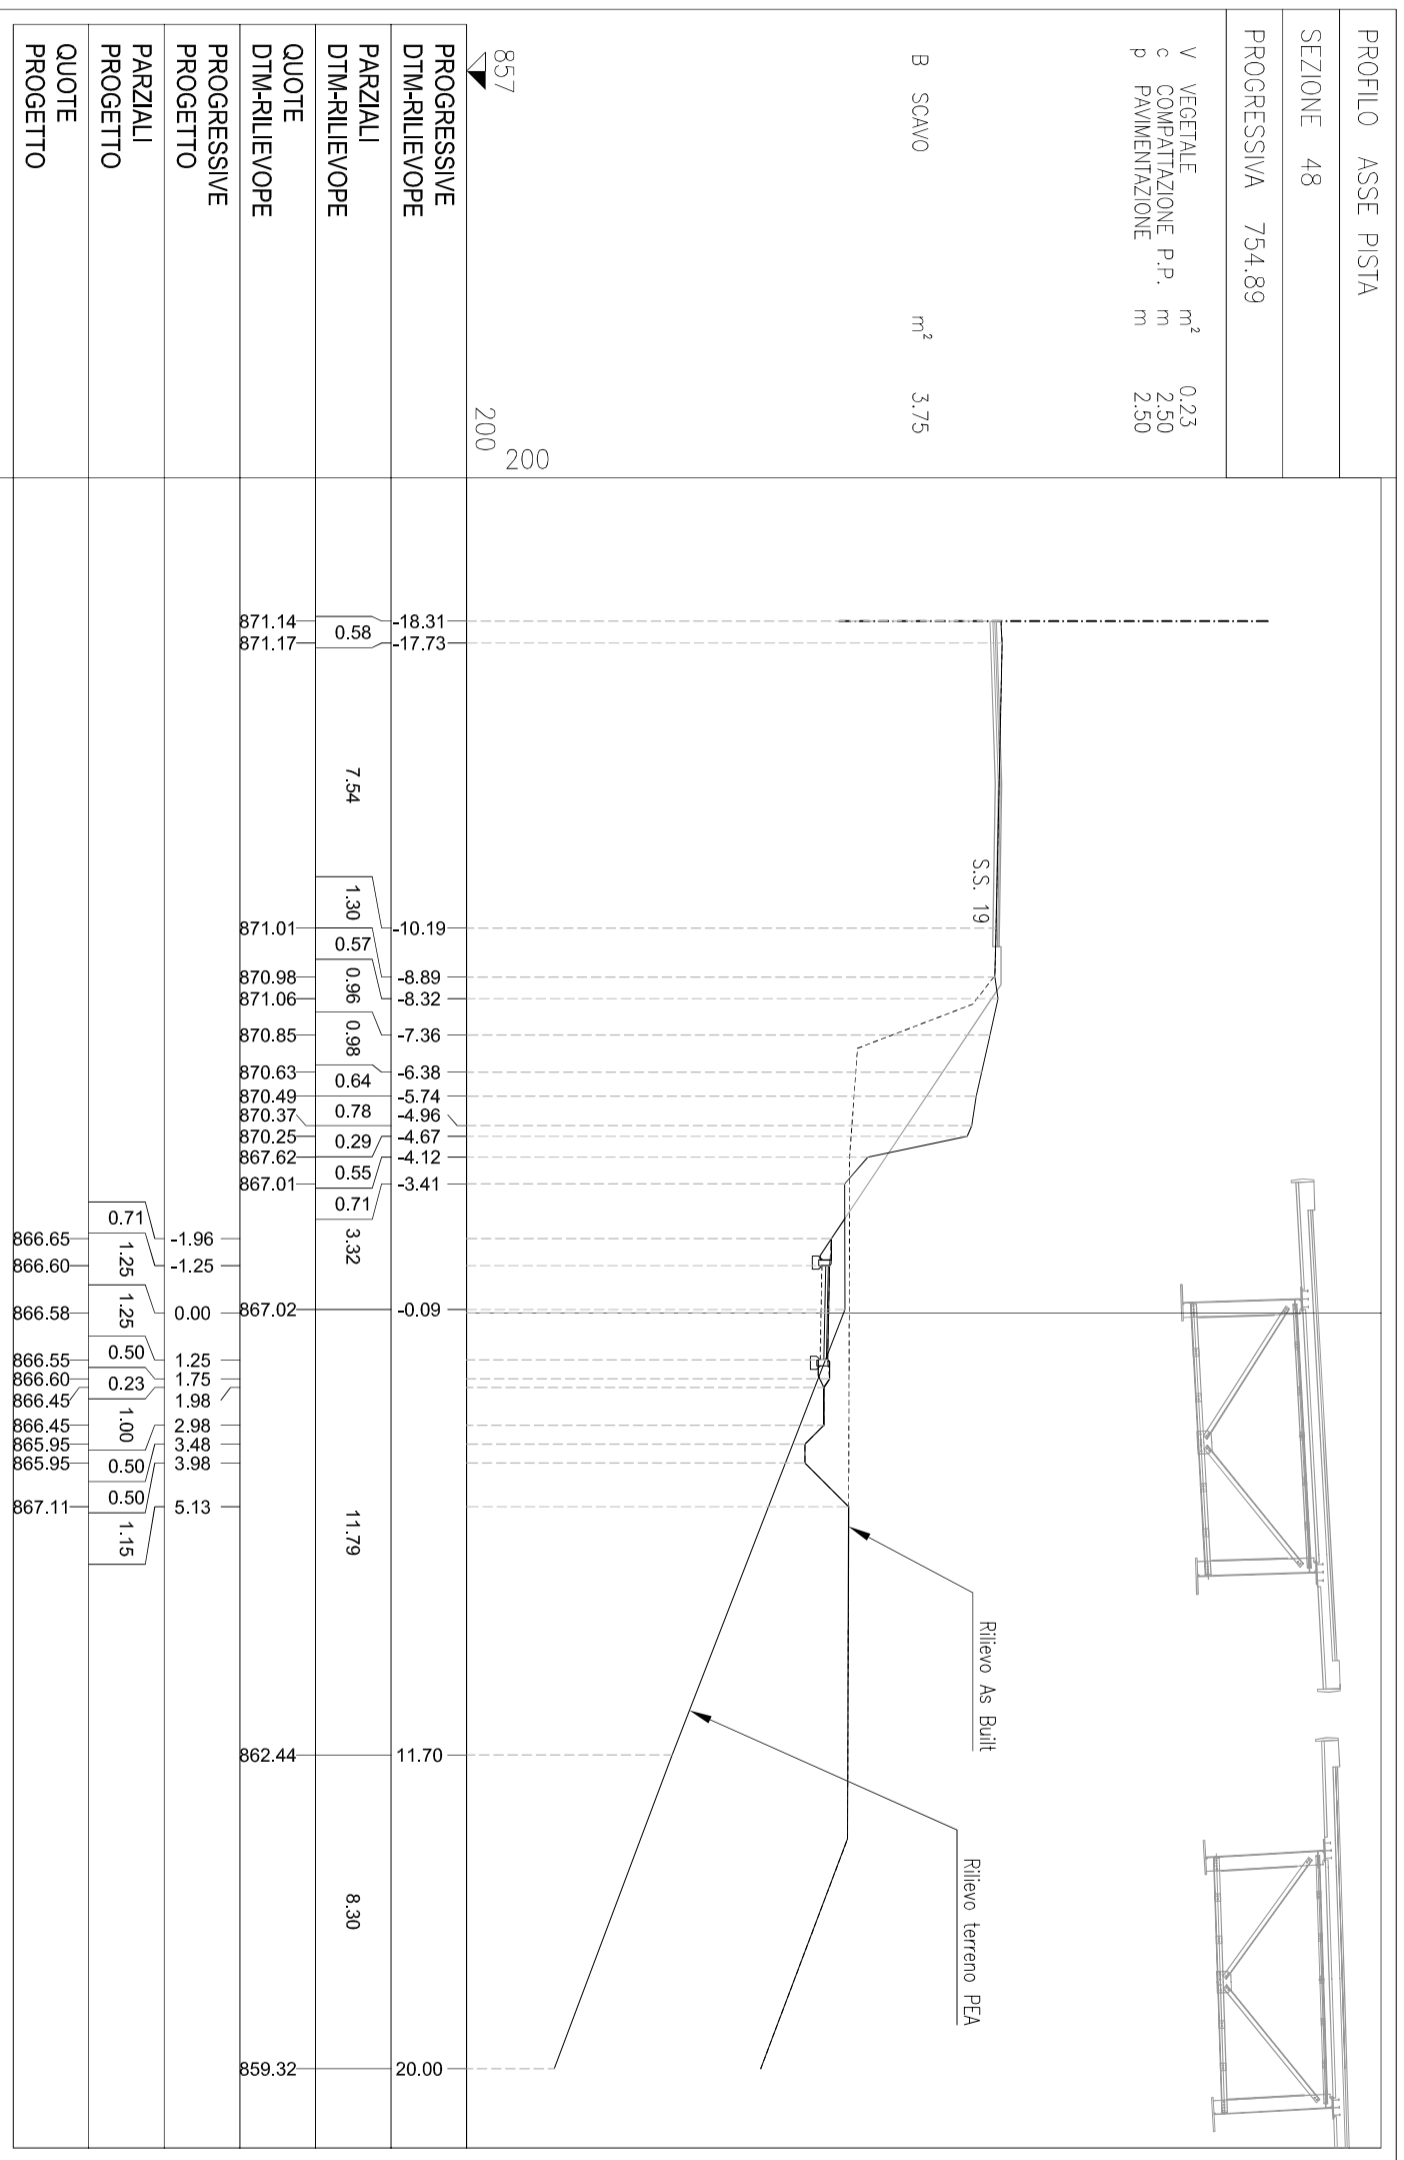 PROFILO ASSE PISTA
SEZIONE 48
PROGRESSIVA 754.89
V VEGETALE m² 0.23
c COMPATTAZIONE P.P. m 2.50
p PAVIMENTAZIONE m 2.50
B SCAVO m² 3.75
S.S. 19
Rilievo As Built
Rilievo terreno PEA
857
200
200
PROGRESSIVE
DTM-RILIEVOPE
-18.31 -17.73 -10.19 -8.89 -8.32 -7.36 -6.38 -5.74 -4.96 -4.67 -4.12 -3.41 -0.09 11.70 20.00
PARZIALI
DTM-RILIEVOPE
0.58 7.54 1.30 0.57 0.96 0.98 0.64 0.78 0.29 0.55 0.71 3.32 11.79 8.30
QUOTE
DTM-RILIEVOPE
871.14 871.17 871.01 870.98 871.06 870.85 870.63 870.49 870.37 870.25 867.62 867.01 867.02 862.44 859.32
PROGRESSIVE
PROGETTO
-1.96 -1.25 0.00 1.25 1.75 1.98 2.98 3.48 3.98 5.13
PARZIALI
PROGETTO
0.71 1.25 1.25 0.50 0.23 1.00 0.50 0.50 1.15
QUOTE
PROGETTO
866.65 866.60 866.58 866.55 866.60 866.45 866.45 865.95 865.95 867.11